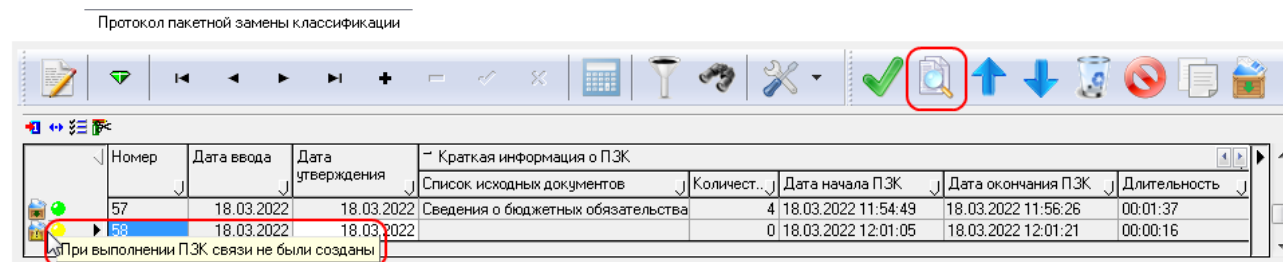 Протокол пакетной замены классификации
Номер Дата ввода Дата утверждения Краткая информация о ПЗК
Список исходных документов Количест... Дата начала ПЗК Дата окончания ПЗК Длительность
57 18.03.2022 18.03.2022 Сведения о бюджетных обязательства 4 18.03.2022 11:54:49 18.03.2022 11:56:26 00:01:37
58 18.03.2022 18.03.2022 0 18.03.2022 12:01:05 18.03.2022 12:01:21 00:00:16
При выполнении ПЗК связи не были созданы